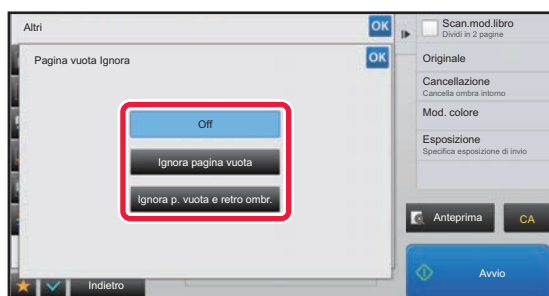 Altri
OK
Pagina vuota Ignora
OK
Off
Ignora pagina vuota
Ignora p. vuota e retro ombr.
Indietro
Scan.mod.libro
Dividi in 2 pagine
Originale
Cancellazione
Cancella ombra intorno
Mod. colore
Esposizione
Specifica esposizione di invio
Anteprima
CA
Avvio